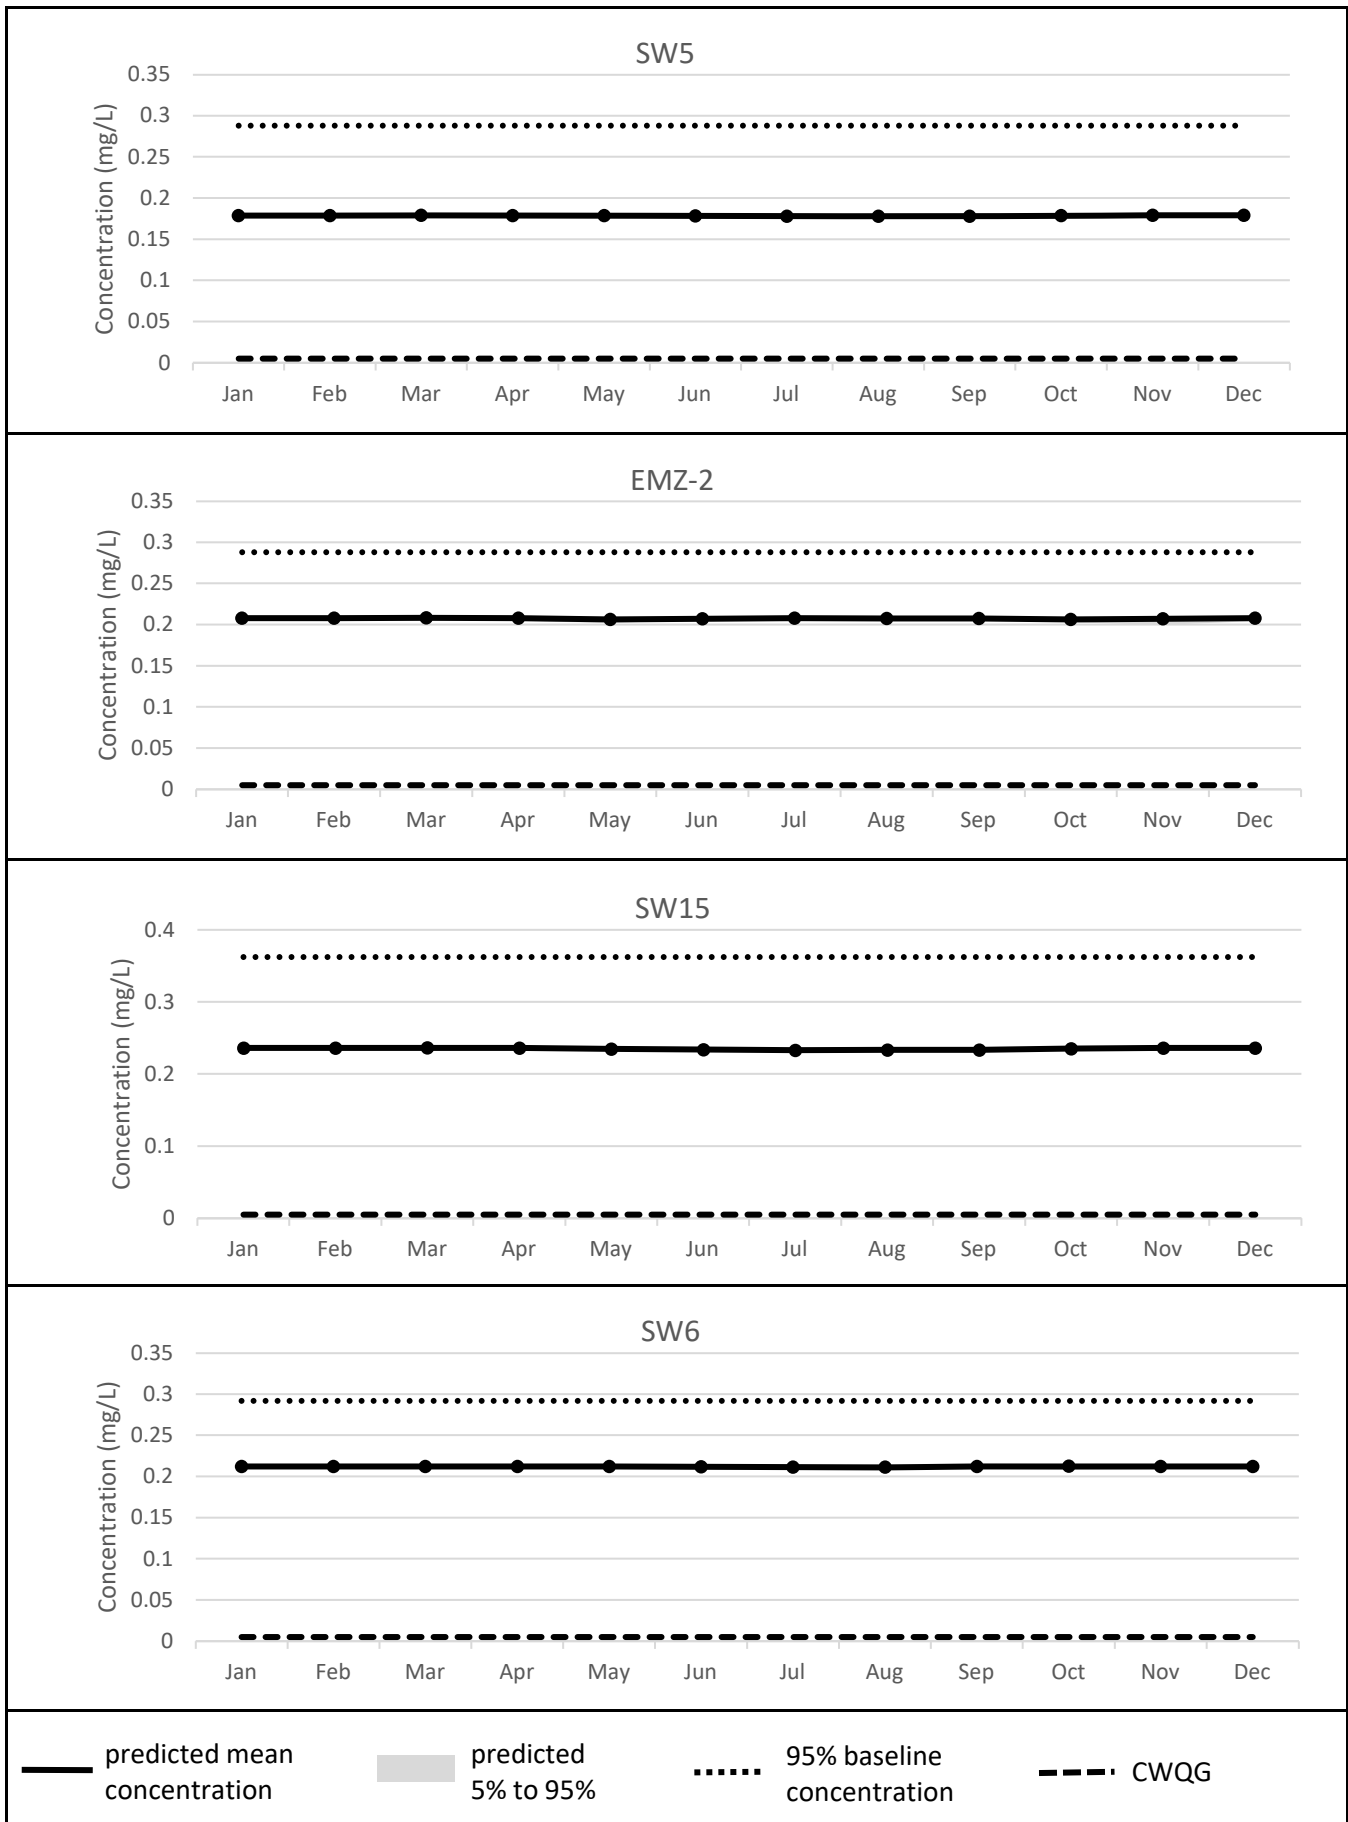 SW5
Concentration (mg/L)
0.35
0.3
0.25
0.2
0.15
0.1
0.05
0
Jan Feb Mar Apr May Jun Jul Aug Sep Oct Nov Dec
EMZ-2
Concentration (mg/L)
0.35
0.3
0.25
0.2
0.15
0.1
0.05
0
Jan Feb Mar Apr May Jun Jul Aug Sep Oct Nov Dec
SW15
Concentration (mg/L)
0.4
0.3
0.2
0.1
0
Jan Feb Mar Apr May Jun Jul Aug Sep Oct Nov Dec
SW6
Concentration (mg/L)
0.35
0.3
0.25
0.2
0.15
0.1
0.05
0
Jan Feb Mar Apr May Jun Jul Aug Sep Oct Nov Dec
predicted mean
concentration
predicted
5% to 95%
95% baseline
concentration
CWQG